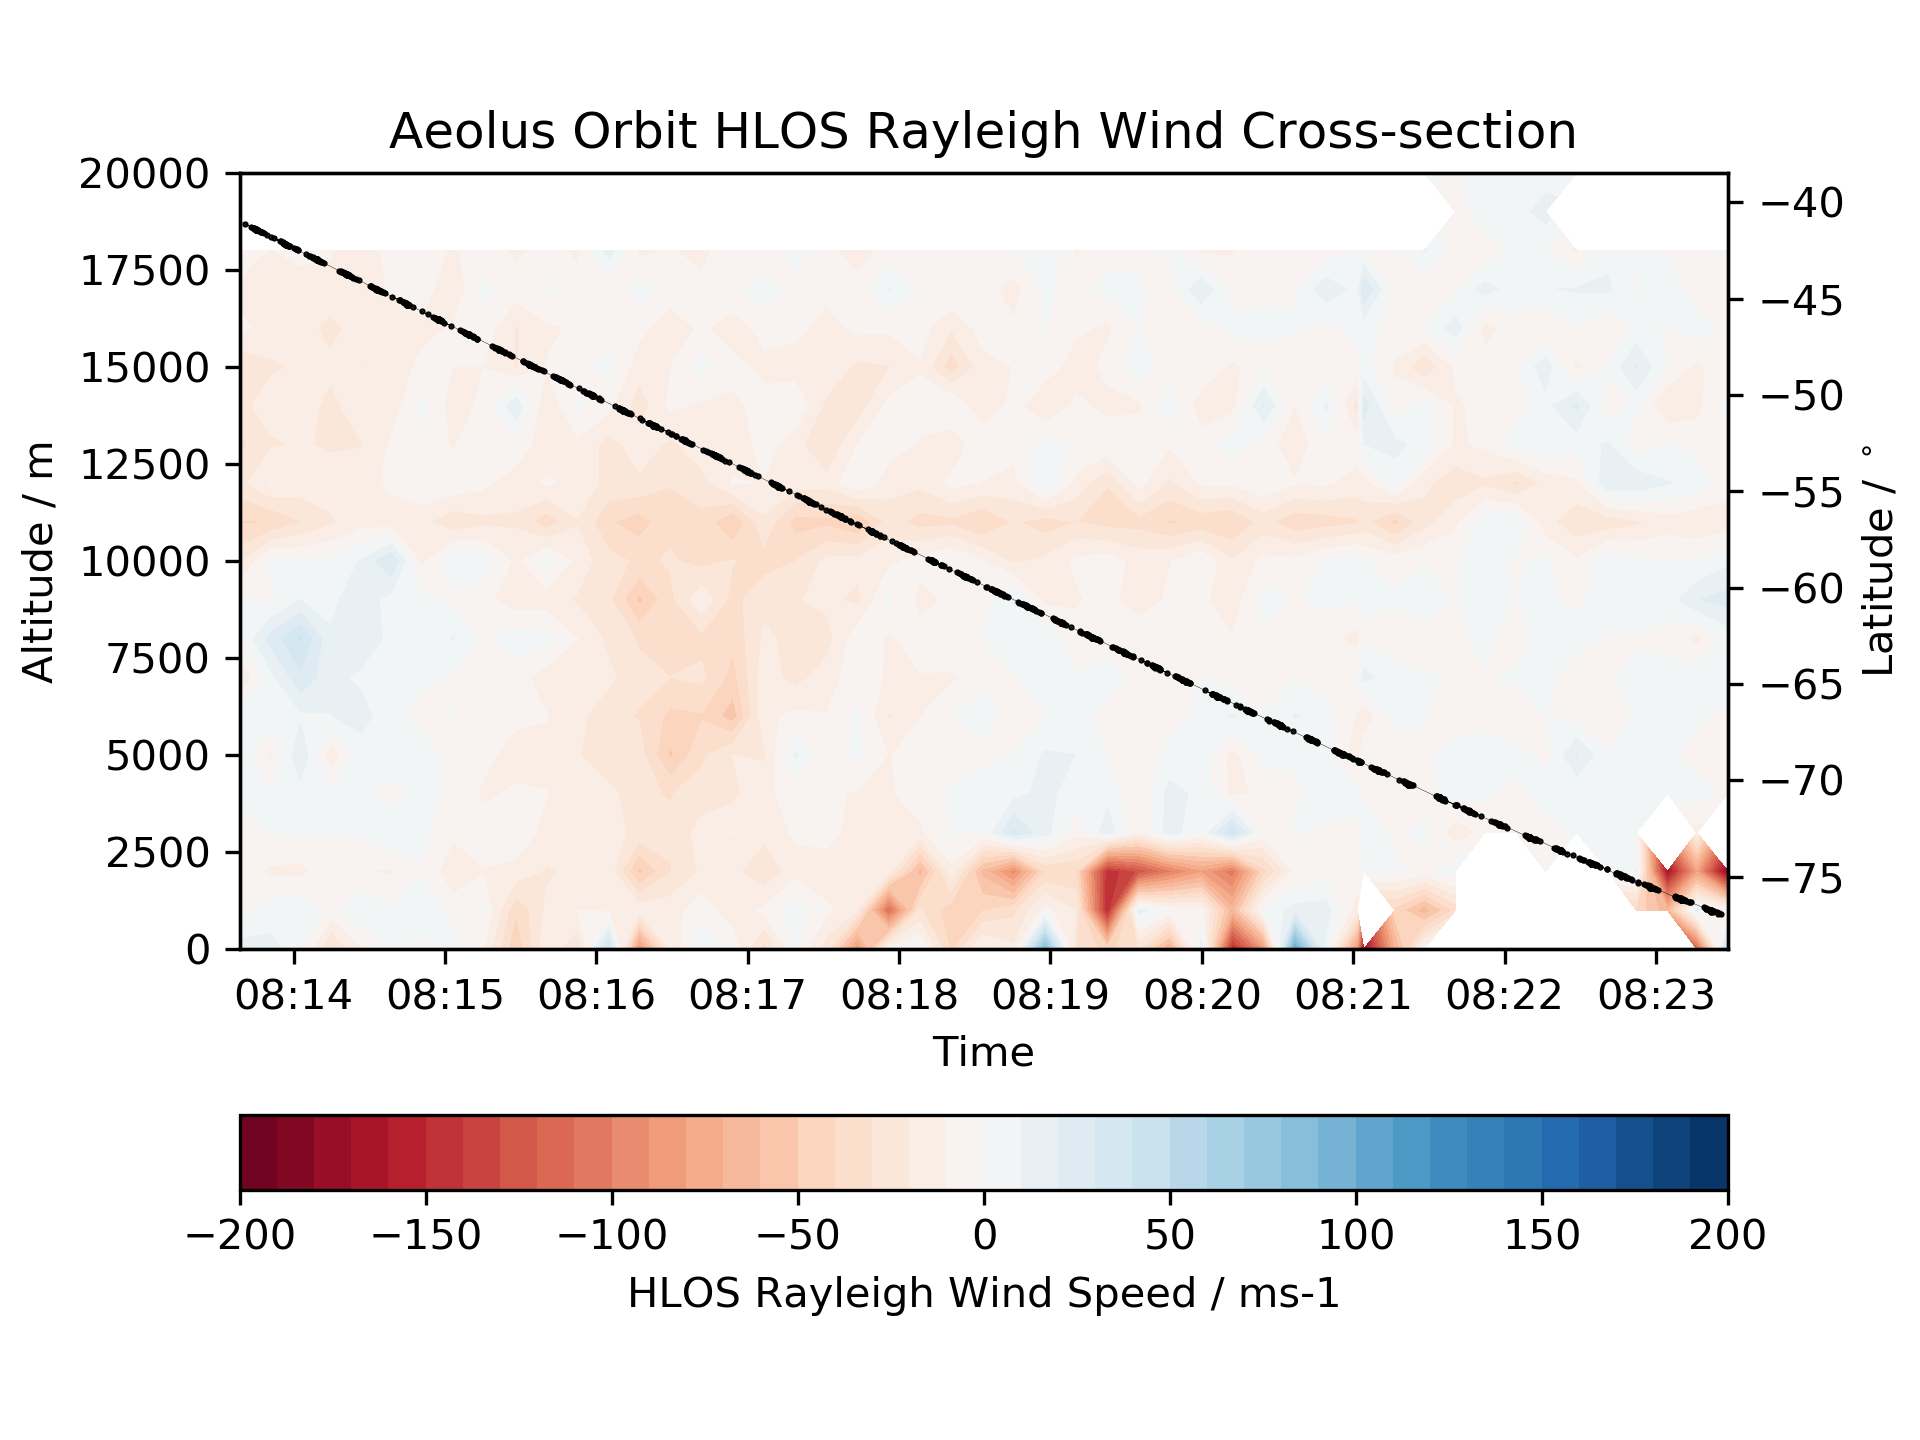 Aeolus Orbit HLOS Rayleigh Wind Cross-section
20000
17500
15000
12500
10000
7500
5000
2500
0
Altitude / m
−40
−45
−50
−55
−60
−65
−70
−75
Latitude / °
08:14 08:15 08:16 08:17 08:18 08:19 08:20 08:21 08:22 08:23
Time
−200 −150 −100 −50 0 50 100 150 200
HLOS Rayleigh Wind Speed / ms-1